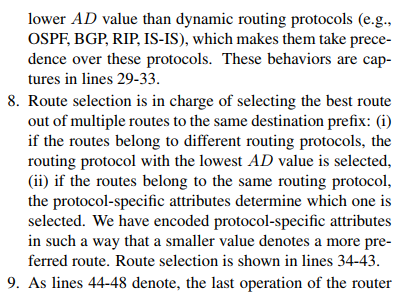 lower AD value than dynamic routing protocols (e.g.,
OSPF, BGP, RIP, IS-IS), which makes them take prece-
dence over these protocols. These behaviors are cap-
tures in lines 29-33.
8. Route selection is in charge of selecting the best route
out of multiple routes to the same destination prefix: (i)
if the routes belong to different routing protocols, the
routing protocol with the lowest AD value is selected,
(ii) if the routes belong to the same routing protocol,
the protocol-specific attributes determine which one is
selected. We have encoded protocol-specific attributes
in such a way that a smaller value denotes a more pre-
ferred route. Route selection is shown in lines 34-43.
9. As lines 44-48 denote, the last operation of the router